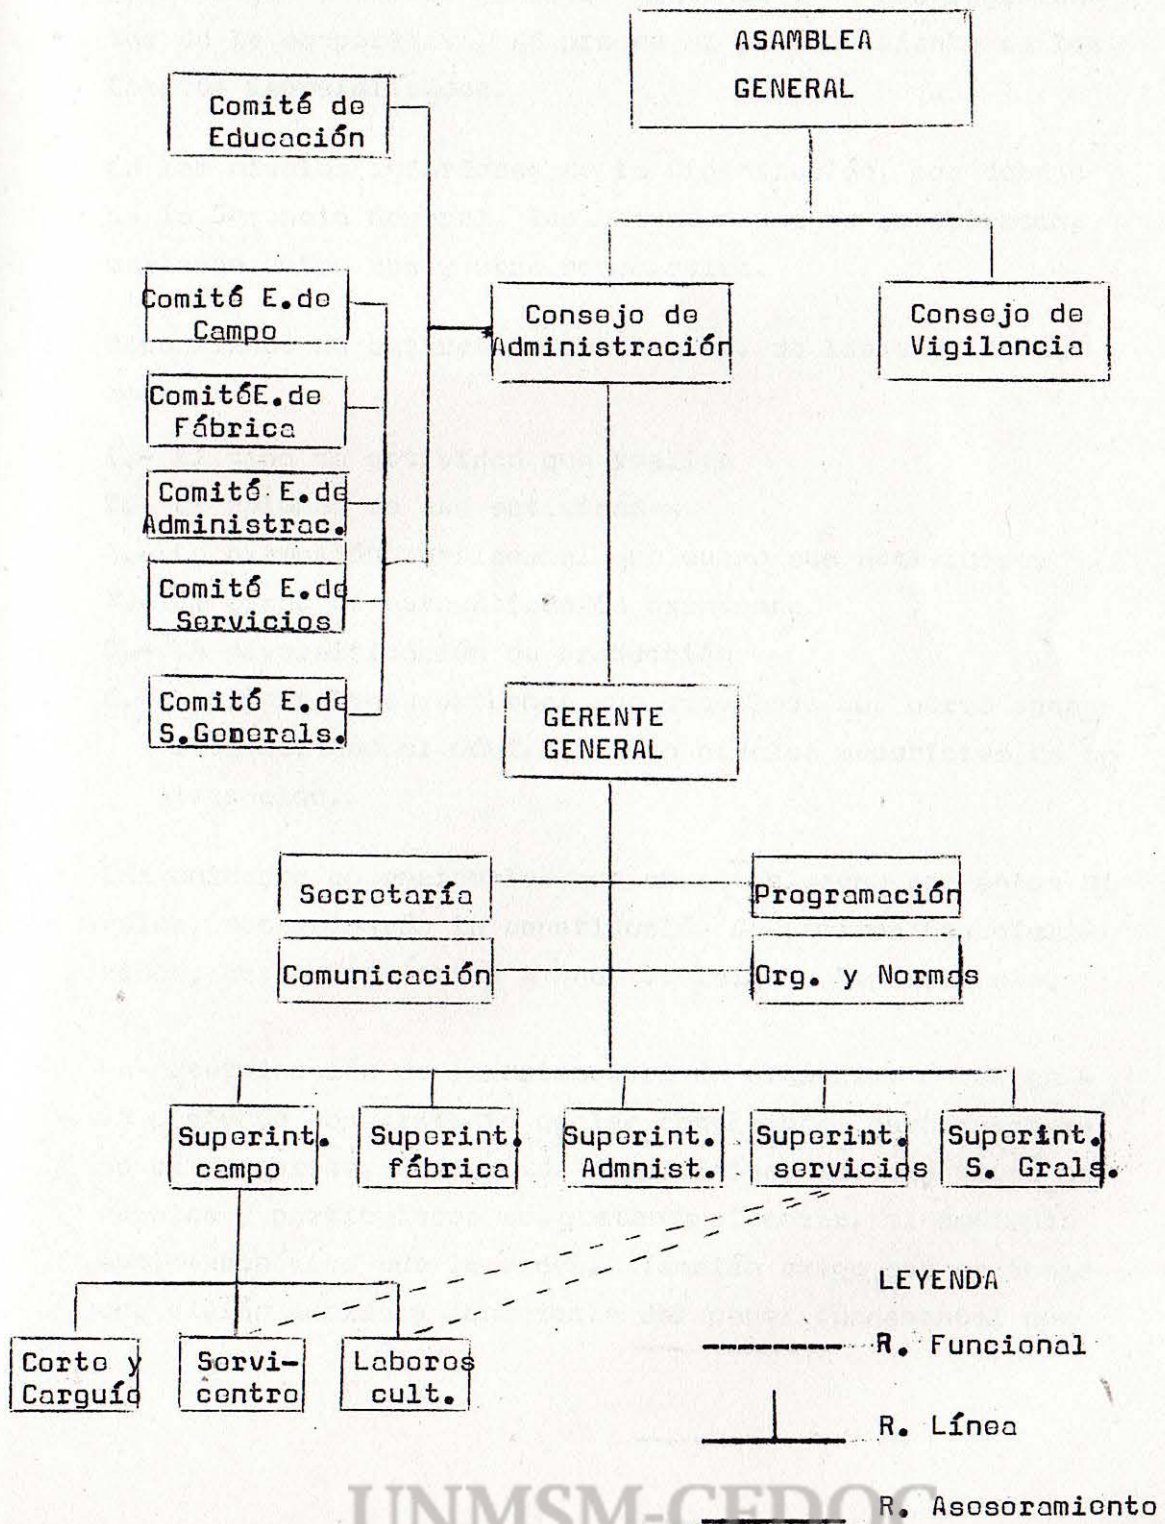 ASAMBLEA
GENERAL
Comité de
Educación
Comité E.de
Campo
Consejo de
Administración
Consejo de
Vigilancia
ComitéE.de
Fábrica
Comité E.de
Administrac.
Comité E.de
Servicios
Comité E.de
S.Generals.
GERENTE
GENERAL
Secretaría
Programación
Comunicación
Org. y Normas
Superint.
campo
Superint.
fábrica
Superint.
Admnist.
Superint.
servicios
Superint.
S. Grals.
Corte y
Carguío
Servi-
centro
Labores
cult.
LEYENDA
R. Funcional
R. Línea
R. Asesoramiento
UNMSM-CEDOC